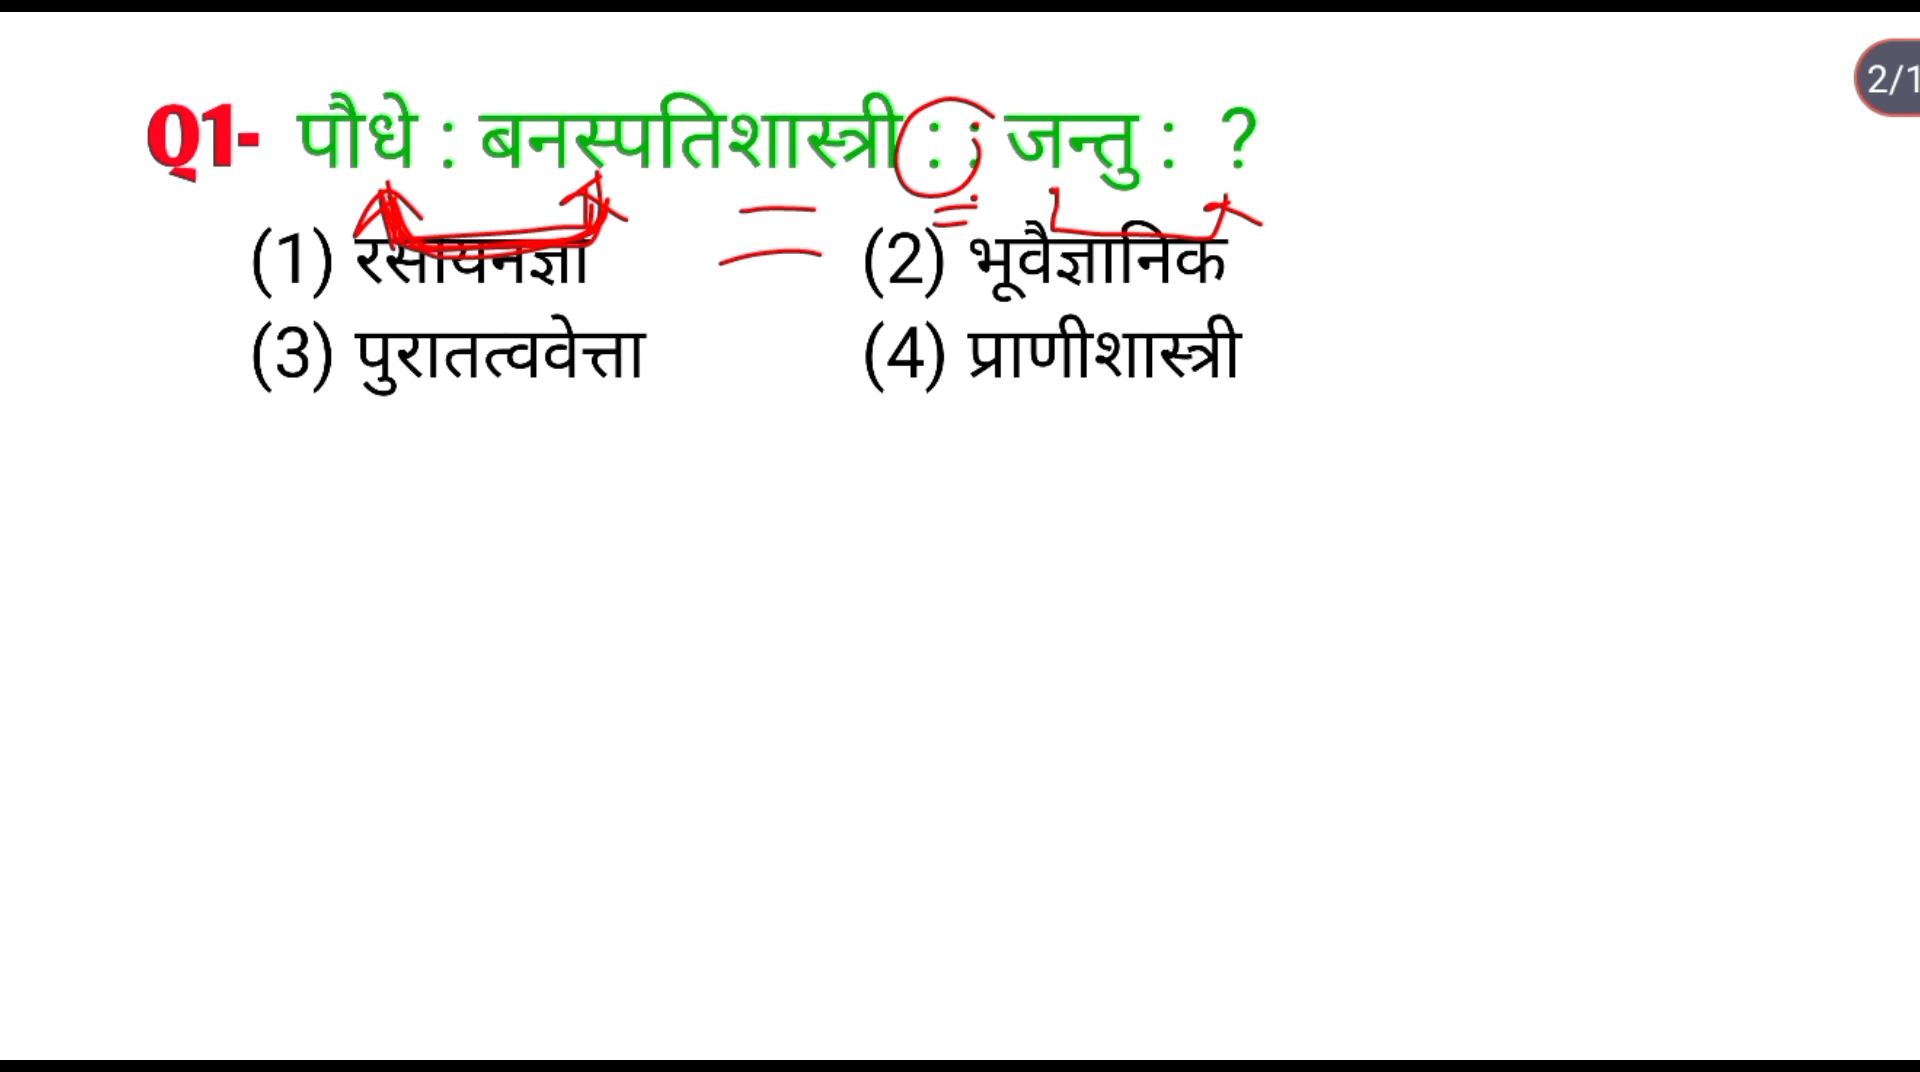 2/1
Q1- पौधे : बनस्पतिशास्त्री : : जन्तु : ?
(1) रसायनज्ञा (2) भूवैज्ञानिक
(3) पुरातत्ववेत्ता (4) प्राणीशास्त्री